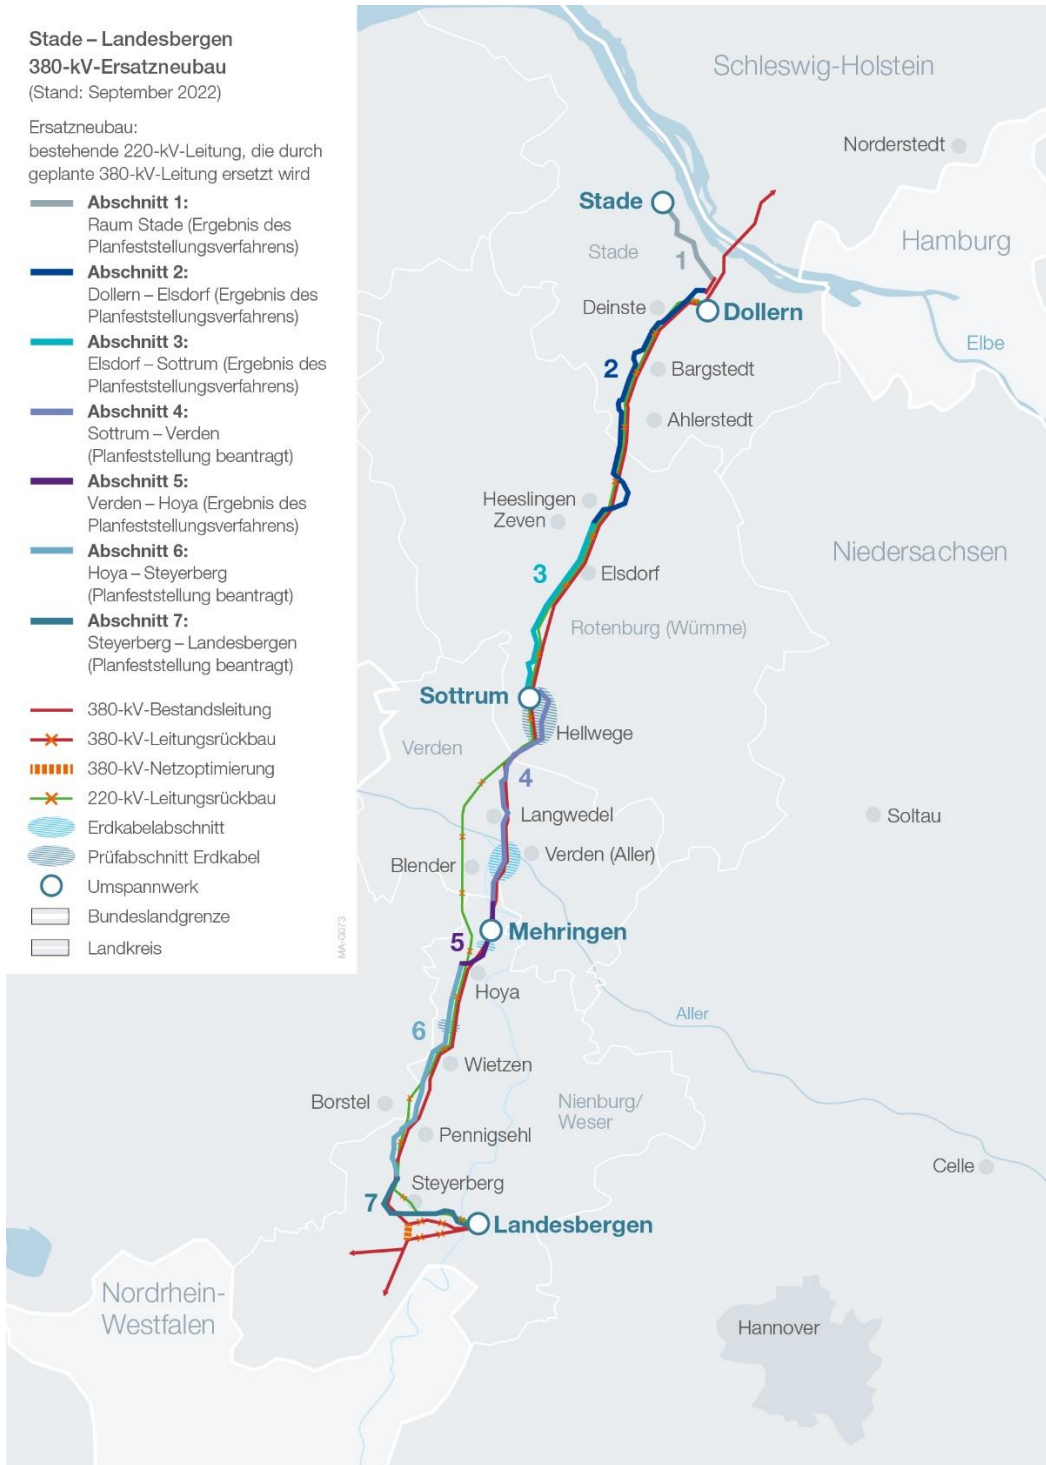 Stade – Landesbergen
380-kV-Ersatzneubau
(Stand: September 2022)
Ersatzneubau:
bestehende 220-kV-Leitung, die durch
geplante 380-kV-Leitung ersetzt wird
Abschnitt 1:
Raum Stade (Ergebnis des
Planfeststellungsverfahrens)
Abschnitt 2:
Dollern – Elsdorf (Ergebnis des
Planfeststellungsverfahrens)
Abschnitt 3:
Elsdorf – Sottrum (Ergebnis des
Planfeststellungsverfahrens)
Abschnitt 4:
Sottrum – Verden
(Planfeststellung beantragt)
Abschnitt 5:
Verden – Hoya (Ergebnis des
Planfeststellungsverfahrens)
Abschnitt 6:
Hoya – Steyerberg
(Planfeststellung beantragt)
Abschnitt 7:
Steyerberg – Landesbergen
(Planfeststellung beantragt)
380-kV-Bestandsleitung
380-kV-Leitungsrückbau
380-kV-Netzoptimierung
220-kV-Leitungsrückbau
Erdkabelabschnitt
Prüfabschnitt Erdkabel
Umspannwerk
Bundeslandgrenze
Landkreis
MA-G073
Schleswig-Holstein
Norderstedt
Stade
Hamburg
Stade
1
Deinste
Dollern
Elbe
2
Bargstedt
Ahlerstedt
Heeslingen
Zeven
Niedersachsen
3
Elsdorf
Rotenburg (Wümme)
Sottrum
Hellwege
Verden
4
Langwedel
Soltau
Verden (Aller)
Blender
Mehringen
5
Hoya
Aller
6
Wietzen
Borstel
Nienburg/
Weser
Pennigsehl
Celle
Steyerberg
7
Landesbergen
Nordrhein-
Westfalen
Hannover